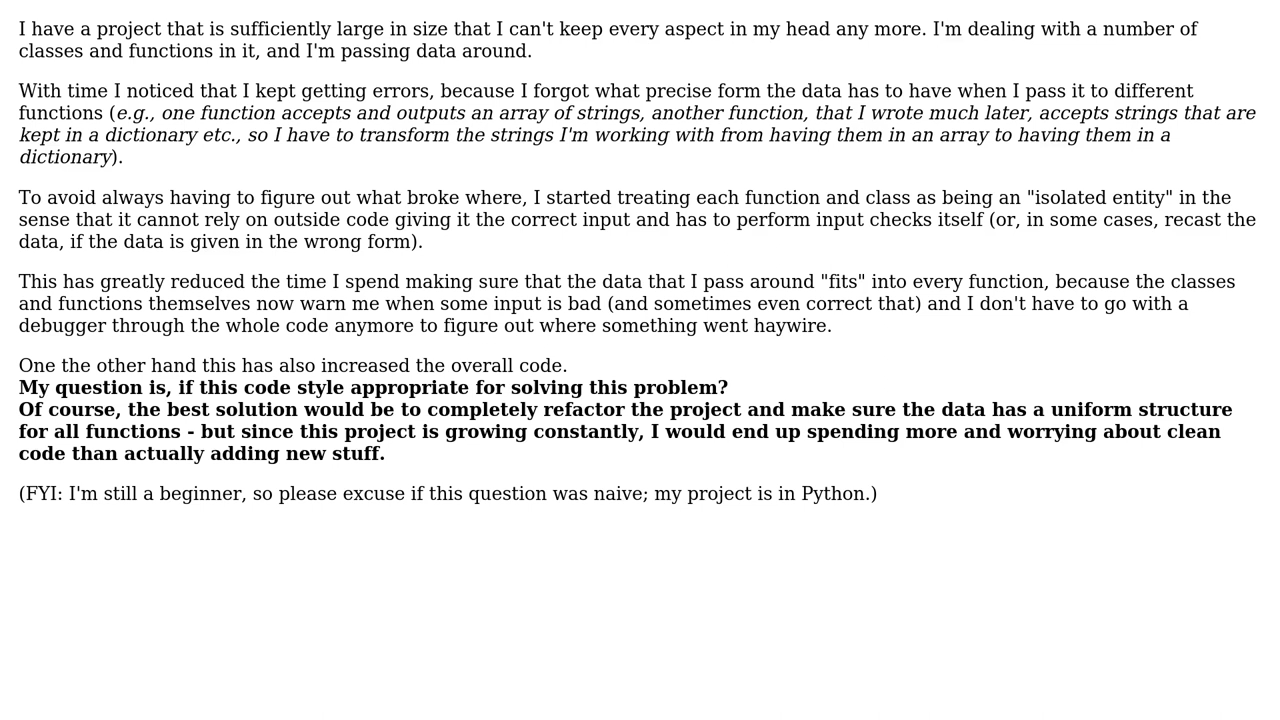 I have a project that is sufficiently large in size that I can't keep every aspect in my head any more. I'm dealing with a number of
classes and functions in it, and I'm passing data around.
With time I noticed that I kept getting errors, because I forgot what precise form the data has to have when I pass it to different
functions (e.g., one function accepts and outputs an array of strings, another function, that I wrote much later, accepts strings that are
kept in a dictionary etc., so I have to transform the strings I'm working with from having them in an array to having them in a
dictionary).
To avoid always having to figure out what broke where, I started treating each function and class as being an "isolated entity" in the
sense that it cannot rely on outside code giving it the correct input and has to perform input checks itself (or, in some cases, recast the
data, if the data is given in the wrong form).
This has greatly reduced the time I spend making sure that the data that I pass around "fits" into every function, because the classes
and functions themselves now warn me when some input is bad (and sometimes even correct that) and I don't have to go with a
debugger through the whole code anymore to figure out where something went haywire.
One the other hand this has also increased the overall code.
My question is, if this code style appropriate for solving this problem?
Of course, the best solution would be to completely refactor the project and make sure the data has a uniform structure
for all functions - but since this project is growing constantly, I would end up spending more and worrying about clean
code than actually adding new stuff.
(FYI: I'm still a beginner, so please excuse if this question was naive; my project is in Python.)